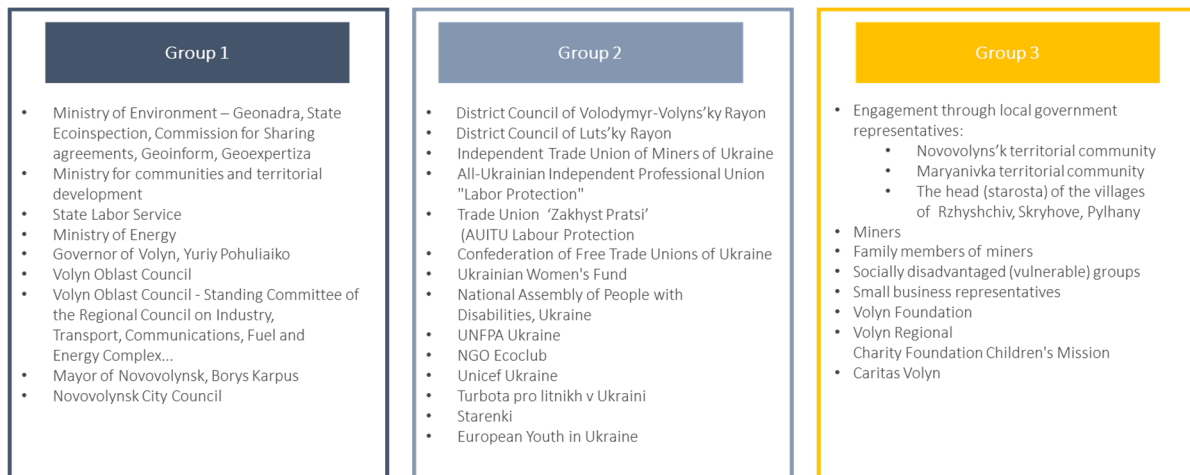 Group 1
• Ministry of Environment – Geonadra, State
Ecoinspection, Commission for Sharing
agreements, Geoinform, Geoexpertiza
• Ministry for communities and territorial
development
• State Labor Service
• Ministry of Energy
• Governor of Volyn, Yuriy Pohuliaiko
• Volyn Oblast Council
• Volyn Oblast Council - Standing Committee of
the Regional Council on Industry,
Transport, Communications, Fuel and
Energy Complex...
• Mayor of Novovolynsk, Borys Karpus
• Novovolynsk City Council
Group 2
• District Council of Volodymyr-Volyns’ky Rayon
• District Council of Luts’ky Rayon
• Independent Trade Union of Miners of Ukraine
• All-Ukrainian Independent Professional Union
"Labor Protection"
• Trade Union ‘Zakhyst Pratsi’
(AUITU Labour Protection
• Confederation of Free Trade Unions of Ukraine
• Ukrainian Women's Fund
• National Assembly of People with
Disabilities, Ukraine
• UNFPA Ukraine
• NGO Ecoclub
• Unicef Ukraine
• Turbota pro litnikh v Ukraini
• Starenki
• European Youth in Ukraine
Group 3
• Engagement through local government
representatives:
• Novovolyns’k territorial community
• Maryanivka territorial community
• The head (starosta) of the villages
of Rzhyshchiv, Skryhove, Pylhany
• Miners
• Family members of miners
• Socially disadvantaged (vulnerable) groups
• Small business representatives
• Volyn Foundation
• Volyn Regional
Charity Foundation Children's Mission
• Caritas Volyn